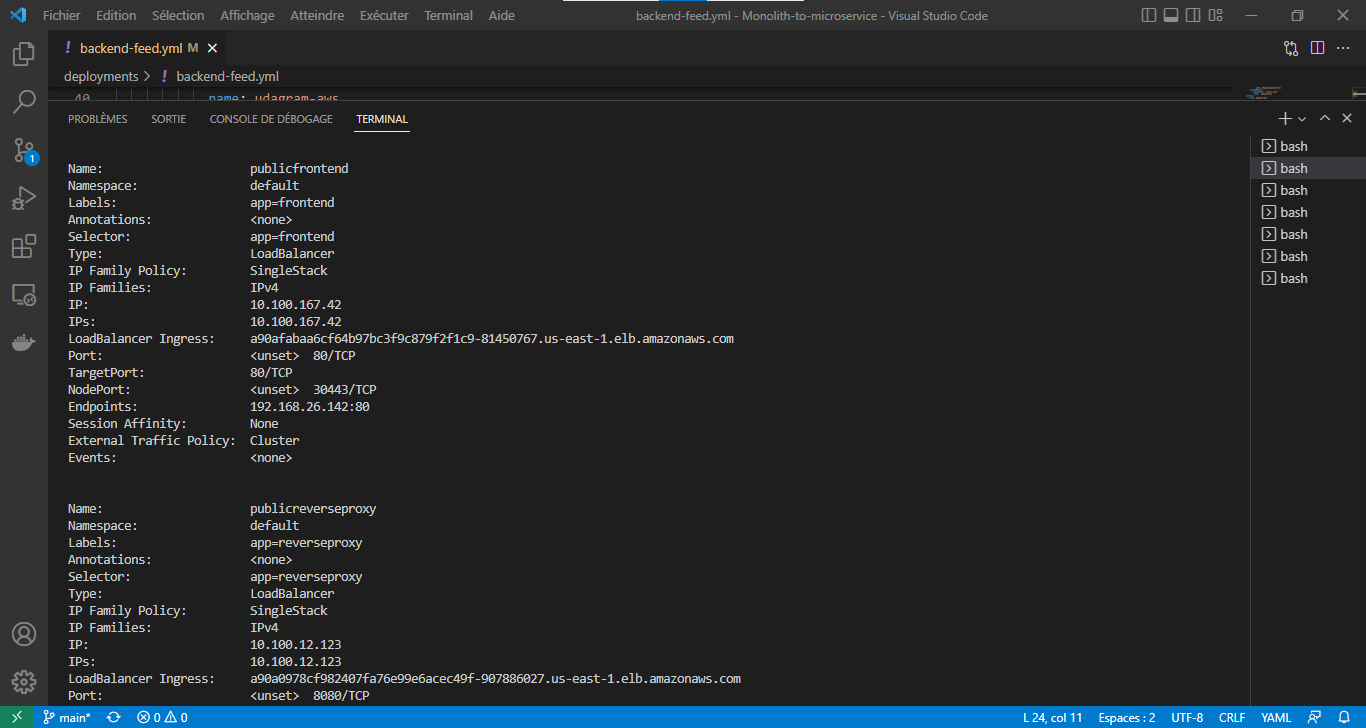 Fichier Edition Sélection Affichage Atteindre Exécuter Terminal Aide backend-feed.yml - Monolith-to-microservice - Visual Studio Code
! backend-feed.yml M
deployments > ! backend-feed.yml
40 name: udagram-aws
PROBLÈMES SORTIE CONSOLE DE DÉBOGAGE TERMINAL
bash
bash
bash
bash
bash
bash
bash
1
Name: publicfrontend
Namespace: default
Labels: app=frontend
Annotations: <none>
Selector: app=frontend
Type: LoadBalancer
IP Family Policy: SingleStack
IP Families: IPv4
IP: 10.100.167.42
IPs: 10.100.167.42
LoadBalancer Ingress: a90afabaa6cf64b97bc3f9c879f2f1c9-81450767.us-east-1.elb.amazonaws.com
Port: <unset> 80/TCP
TargetPort: 80/TCP
NodePort: <unset> 30443/TCP
Endpoints: 192.168.26.142:80
Session Affinity: None
External Traffic Policy: Cluster
Events: <none>
Name: publicreverseproxy
Namespace: default
Labels: app=reverseproxy
Annotations: <none>
Selector: app=reverseproxy
Type: LoadBalancer
IP Family Policy: SingleStack
IP Families: IPv4
IP: 10.100.12.123
IPs: 10.100.12.123
LoadBalancer Ingress: a90a0978cf982407fa76e99e6acec49f-907886027.us-east-1.elb.amazonaws.com
Port: <unset> 8080/TCP
main* 0 0 L 24, col 11 Espaces : 2 UTF-8 CRLF YAML